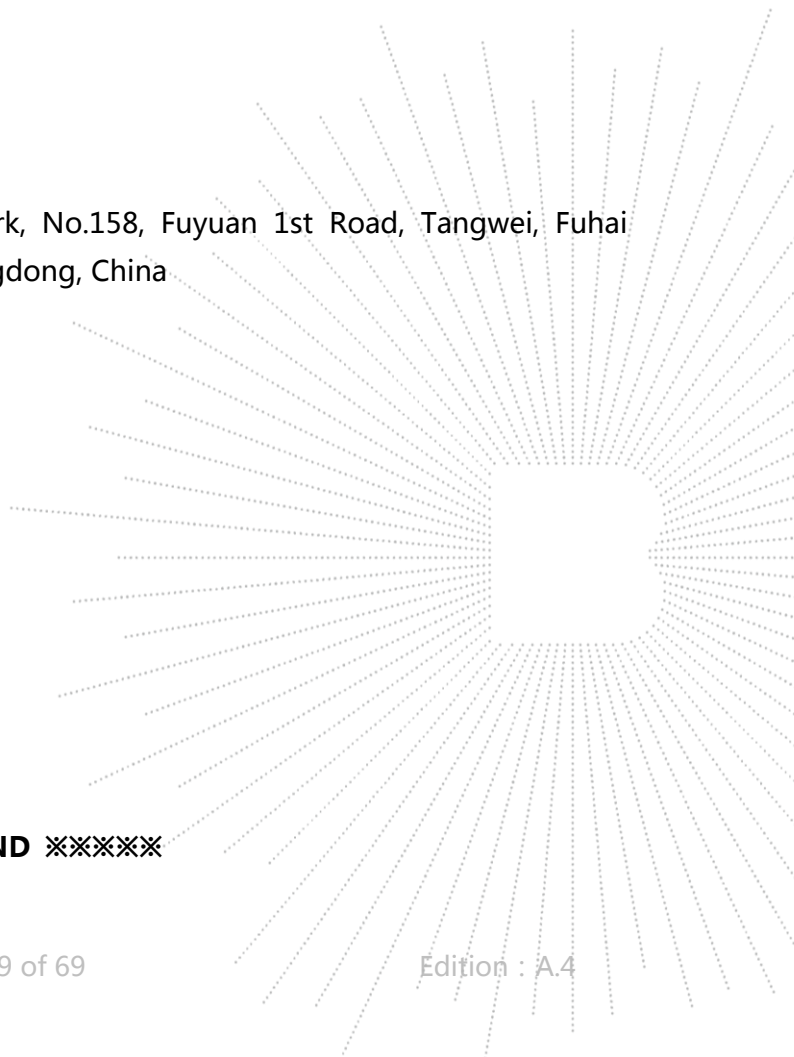 rk, No.158, Fuyuan 1st Road, Tangwei, Fuhai
gdong, China
ND ※※※※※
9 of 69 Edition : A.4